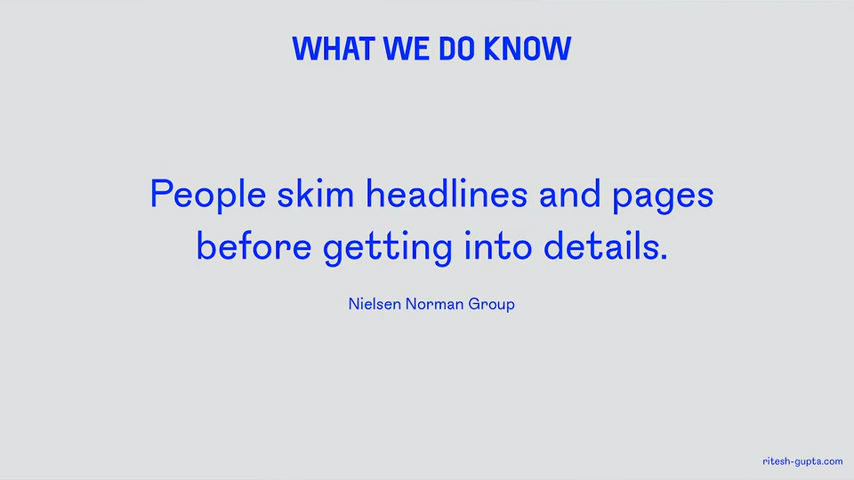 WHAT WE DO KNOW
People skim headlines and pages
before getting into details.
Nielsen Norman Group
ritesh-gupta.com